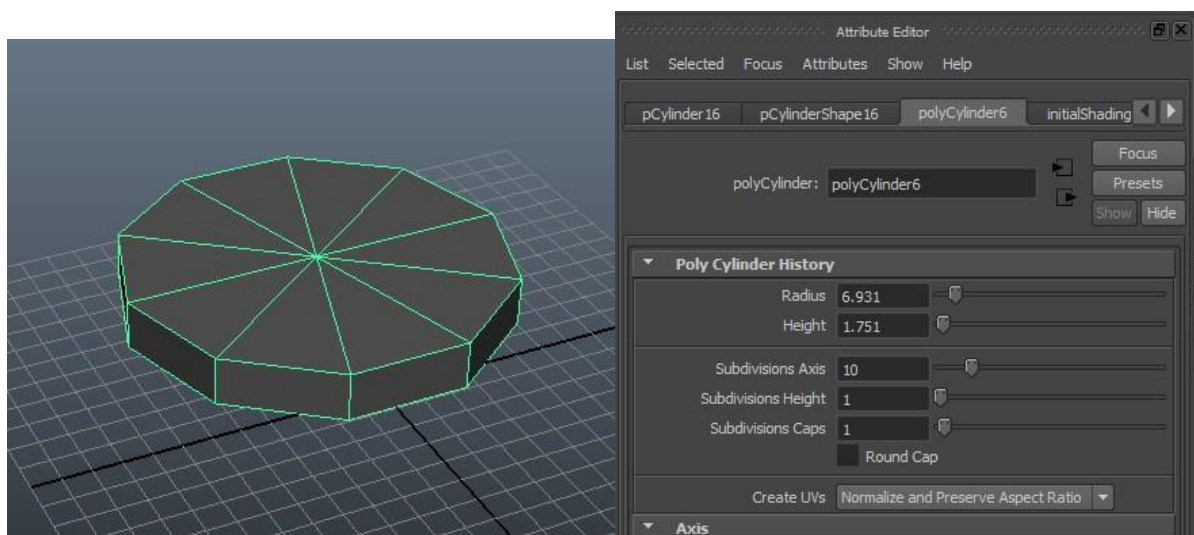 Attribute Editor
List Selected Focus Attributes Show Help
pCylinder16 pCylinderShape16 polyCylinder6 initialShading
Focus
polyCylinder: polyCylinder6 Presets
Show Hide
Poly Cylinder History
Radius 6.931
Height 1.751
Subdivisions Axis 10
Subdivisions Height 1
Subdivisions Caps 1
Round Cap
Create UVs Normalize and Preserve Aspect Ratio
Axis